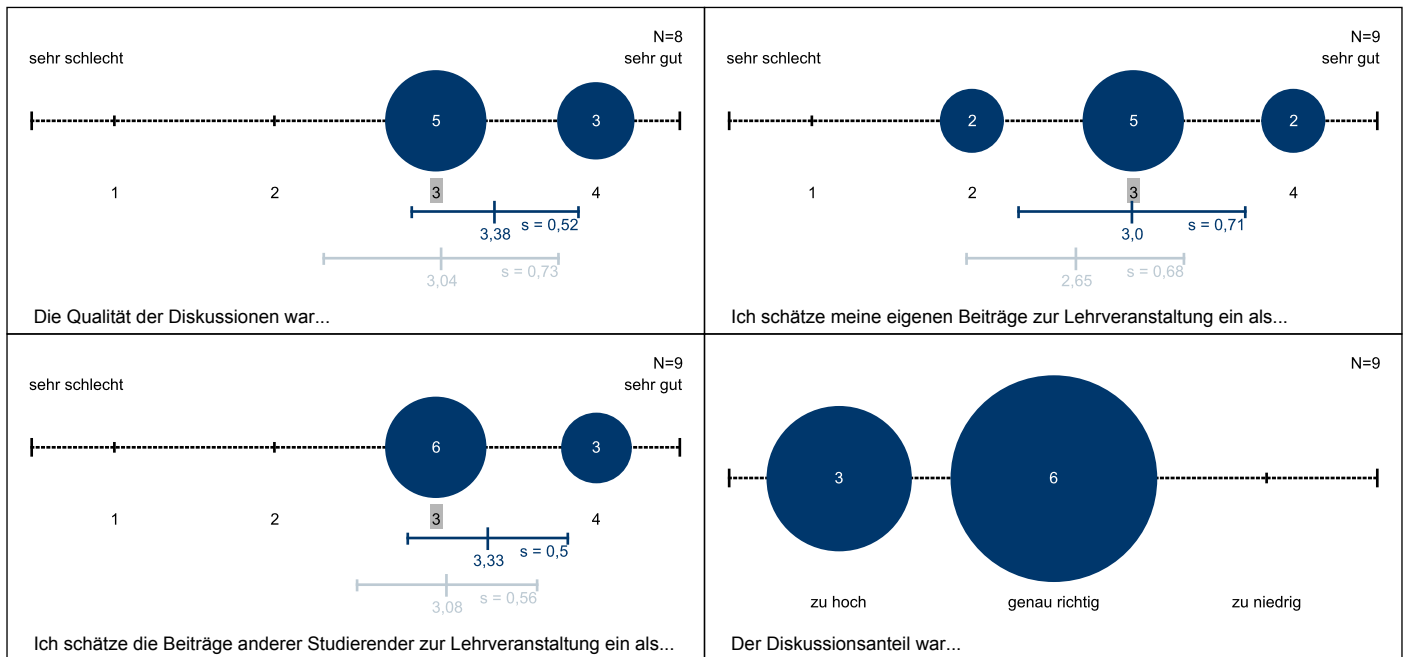 N=8
sehr schlecht
sehr gut
5
3
1
2
3
4
3,38
s = 0,52
3,04
s = 0,73
Die Qualität der Diskussionen war...
N=9
sehr schlecht
sehr gut
2
5
2
1
2
3
4
3,0
s = 0,71
2,65
s = 0,68
Ich schätze meine eigenen Beiträge zur Lehrveranstaltung ein als...
N=9
sehr schlecht
sehr gut
6
3
1
2
3
4
3,33
s = 0,5
3,08
s = 0,56
Ich schätze die Beiträge anderer Studierender zur Lehrveranstaltung ein als...
N=9
3
6
zu hoch
genau richtig
zu niedrig
Der Diskussionsanteil war...